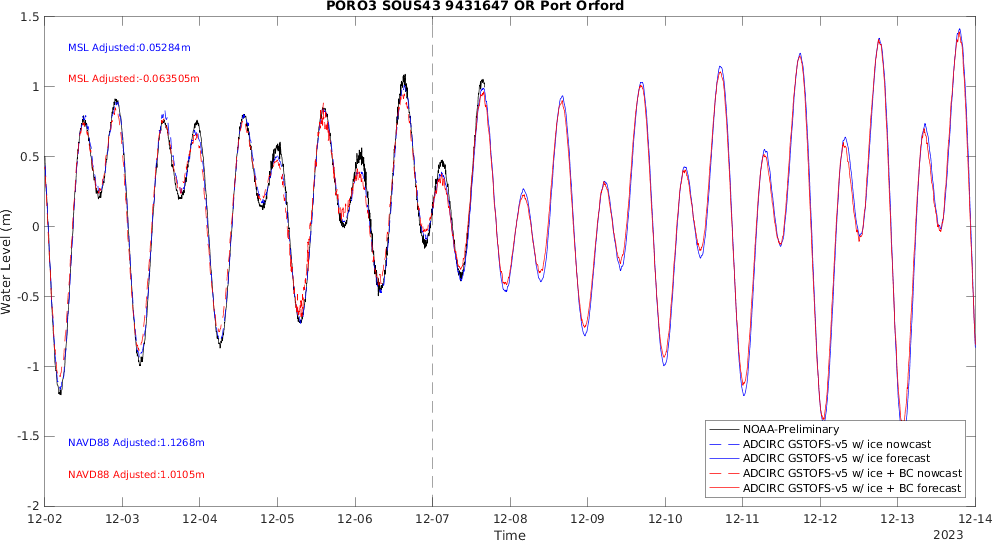 PORO3 SOUS43 9431647 OR Port Orford
MSL Adjusted:0.05284m
MSL Adjusted:-0.063505m
NAVD88 Adjusted:1.1268m
NAVD88 Adjusted:1.0105m
Water Level (m)
1.5
1
0.5
0
-0.5
-1
-1.5
-2
NOAA-Preliminary
ADCIRC GSTOFS-v5 w/ ice nowcast
ADCIRC GSTOFS-v5 w/ ice forecast
ADCIRC GSTOFS-v5 w/ ice + BC nowcast
ADCIRC GSTOFS-v5 w/ ice + BC forecast
12-02 12-03 12-04 12-05 12-06 12-07 12-08 12-09 12-10 12-11 12-12 12-13 12-14
Time
2023